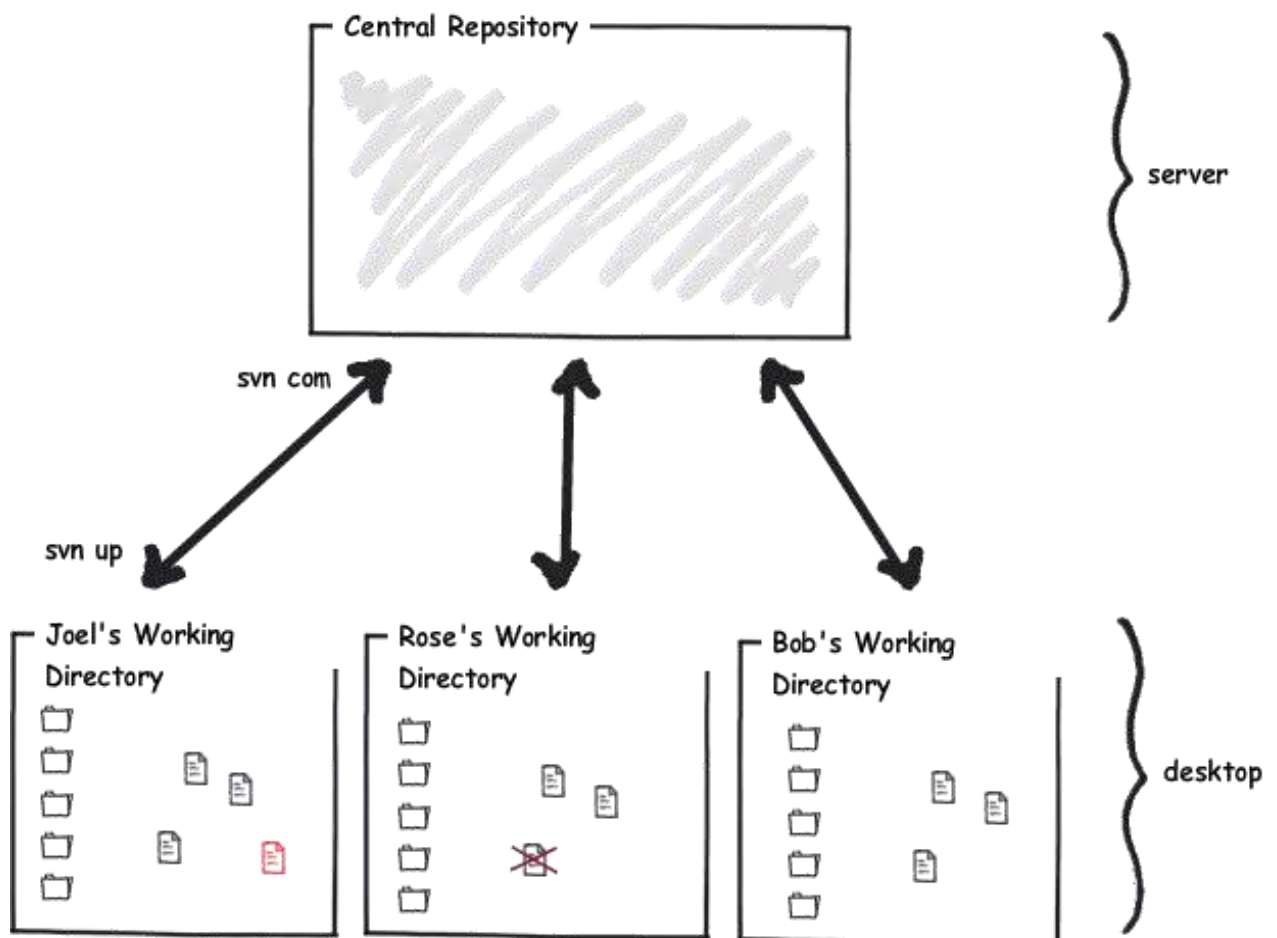 Central Repository
server
svn com
svn up
Joel's Working
Directory
Rose's Working
Directory
Bob's Working
Directory
desktop